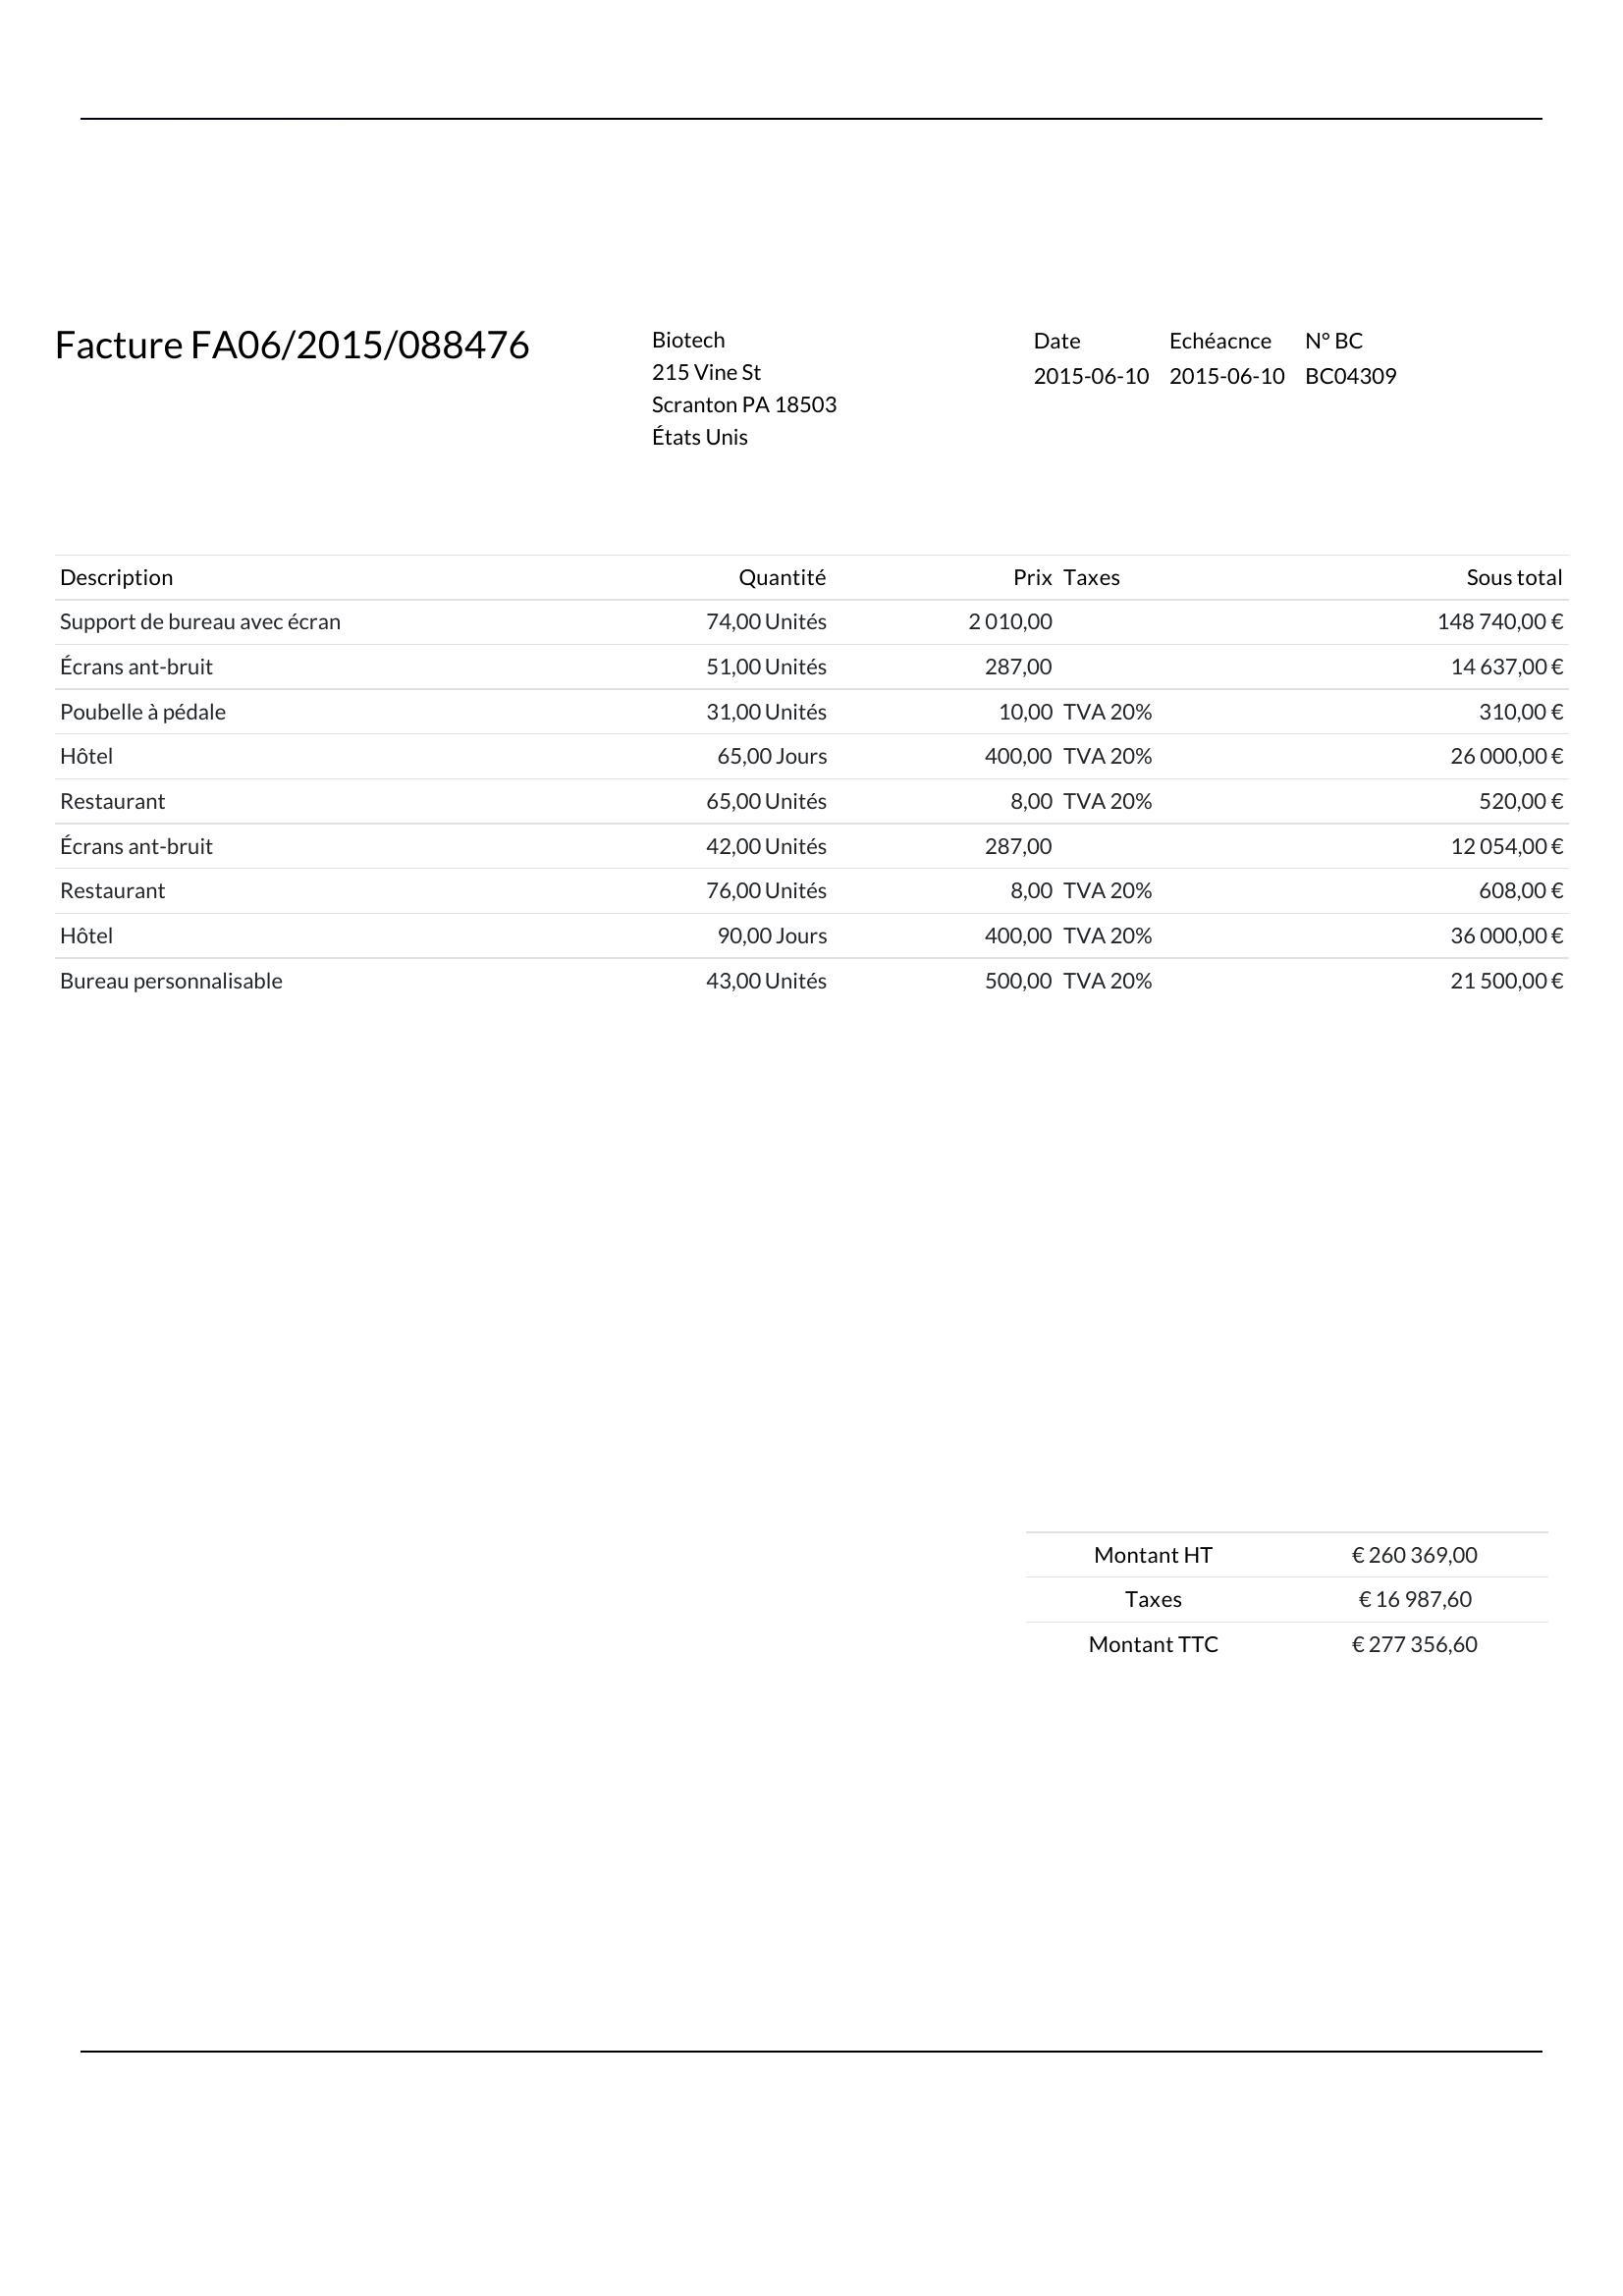 Facture FA06/2015/088476
Biotech
215 Vine St
Scranton PA 18503
États Unis
Date Echéacnce N° BC
2015-06-10 2015-06-10 BC04309
Description Quantité Prix Taxes Sous total
Support de bureau avec écran 74,00 Unités 2 010,00 148 740,00 €
Écrans ant-bruit 51,00 Unités 287,00 14 637,00 €
Poubelle à pédale 31,00 Unités 10,00 TVA 20% 310,00 €
Hôtel 65,00 Jours 400,00 TVA 20% 26 000,00 €
Restaurant 65,00 Unités 8,00 TVA 20% 520,00 €
Écrans ant-bruit 42,00 Unités 287,00 12 054,00 €
Restaurant 76,00 Unités 8,00 TVA 20% 608,00 €
Hôtel 90,00 Jours 400,00 TVA 20% 36 000,00 €
Bureau personnalisable 43,00 Unités 500,00 TVA 20% 21 500,00 €
Montant HT € 260 369,00
Taxes € 16 987,60
Montant TTC € 277 356,60